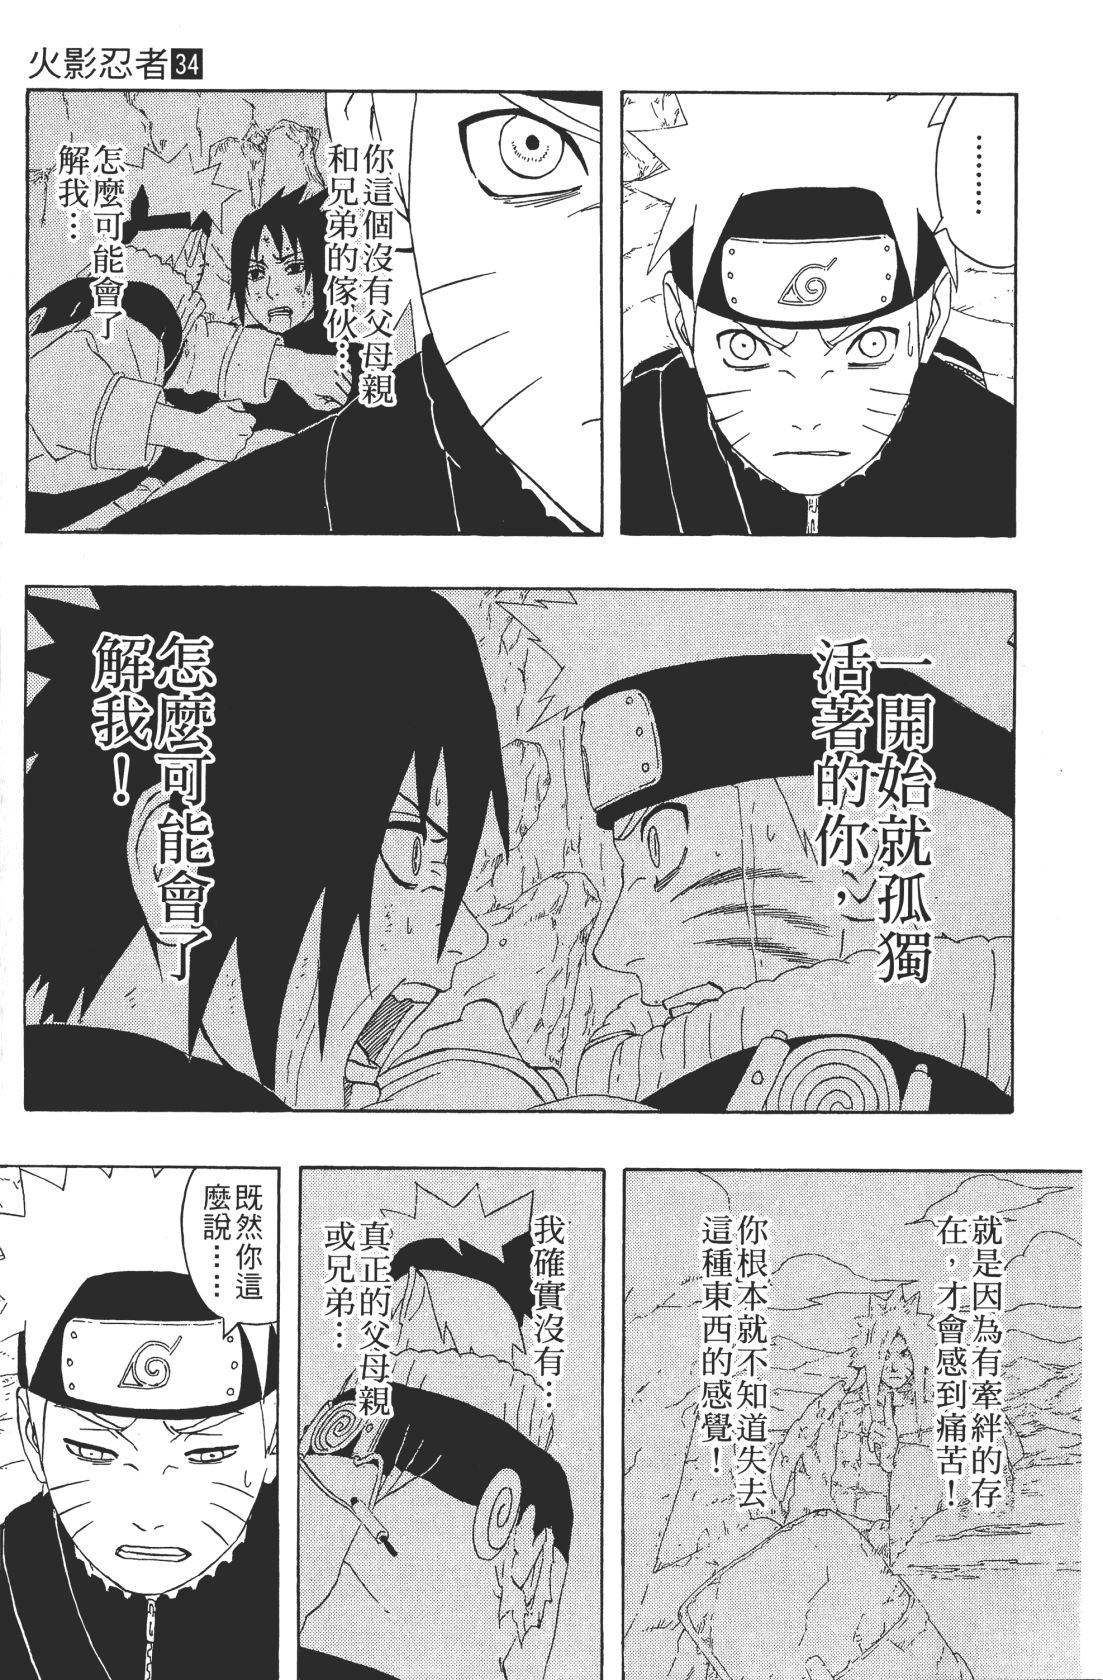 火影忍者34
………
你這個沒有父母親
和兄弟的傢伙…
怎麼可能會了
解我…
一開始就孤獨
活著的你，
怎麼可能會了
解我！
就是因為有牽絆的存
在，才會感到痛苦！
你根本就不知道失去
這種東西的感覺！
我確實沒有…
真正的父母親
或兄弟…
既然你這
麼說……